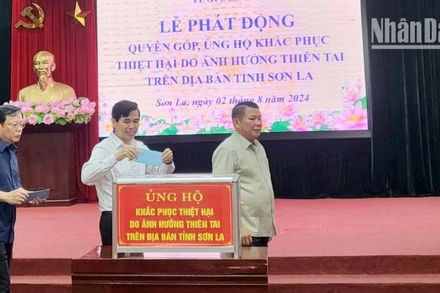 LỄ PHÁT ĐỘNG
QUYÊN GÓP, ỦNG HỘ KHẮC PHỤC
THIỆT HẠI DO ẢNH HƯỞNG THIÊN TAI
TRÊN ĐỊA BÀN TỈNH SƠN LA
Sơn La, ngày 02 tháng 8 năm 2024
NhânDâ
ỦNG HỘ
KHẮC PHỤC THIỆT HẠI
DO ẢNH HƯỞNG THIÊN TAI
TRÊN ĐỊA BÀN TỈNH SƠN LA